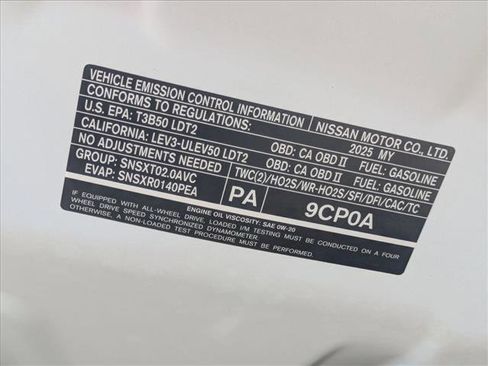 VEHICLE EMISSION CONTROL INFORMATION NISSAN MOTOR CO., LTD.
CONFORMS TO REGULATIONS: 2025 MY
U.S. EPA: T3B50 LDT2 OBD: CA OBD II FUEL: GASOLINE
CALIFORNIA: LEV3-ULEV50 LDT2 OBD: CA OBD II FUEL: GASOLINE
NO ADJUSTMENTS NEEDED TWC(2)/HO2S/WR-HO2S/SFI/DFI/CAC/TC
GROUP: SNSXT02.0AVC
EVAP: SNSXR0140PEA
PA 9CP0A
ENGINE OIL VISCOSITY: SAE 0W-20
IF EQUIPPED WITH ALL-WHEEL DRIVE, LOADED I/M TESTING MUST BE CONDUCTED ON A FOUR
WHEEL DRIVE SPEED SYNCHRONIZED DYNAMOMETER.
OTHERWISE, A NON-LOADED TEST PROCEDURE MUST BE PERFORMED.